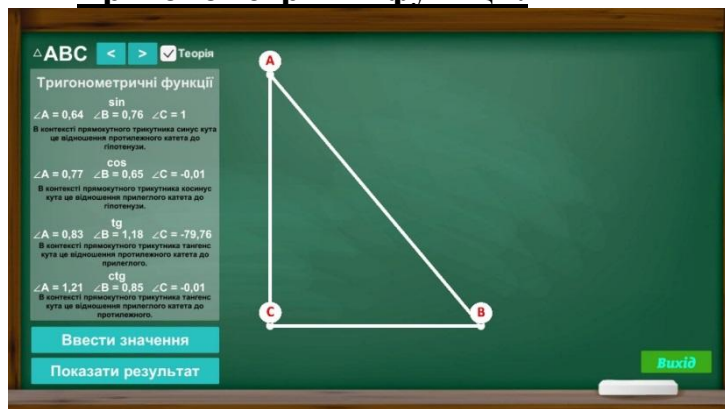 △ABC < > Теорія
Тригонометричні функції
sin
∠A = 0,64 ∠B = 0,76 ∠C = 1
В контексті прямокутного трикутника синус кута
це відношення протилежного катета до
гіпотенузи.
cos
∠A = 0,77 ∠B = 0,65 ∠C = -0,01
В контексті прямокутного трикутника косинус
кута це відношення прилеглого катета до
гіпотенузи.
tg
∠A = 0,83 ∠B = 1,18 ∠C = -79,76
В контексті прямокутного трикутника тангенс
кута це відношення протилежного катета до
прилеглого.
ctg
∠A = 1,21 ∠B = 0,85 ∠C = -0,01
В контексті прямокутного трикутника тангенс
кута це відношення прилеглого катета до
протилежного.
Ввести значення
Показати результат
A
C
B
Вихід